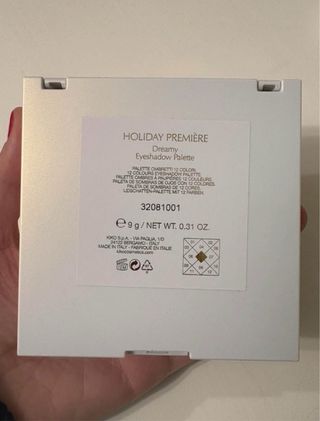 HOLIDAY PREMIÈRE
Dreamy
Eyeshadow Palette
PALETTE OMBRETTI 12 COLORI.
12 COLOURS EYESHADOW PALETTE.
PALETTE OMBRES À PAUPIÈRES 12 COULEURS.
PALETA DE SOMBRAS DE OJOS CON 12 COLORES.
PALETA DE SOMBRAS DE 12 CORES.
LIDSCHATTEN-PALETTE MIT 12 FARBEN.
32081001
℮ 9 g / NET WT. 0.31 OZ.
KIKO S.p.A. - VIA PAGLIA, 1/D
24122 BERGAMO - ITALY
MADE IN ITALY - FABRIQUÉ EN ITALIE
kikocosmetics.com